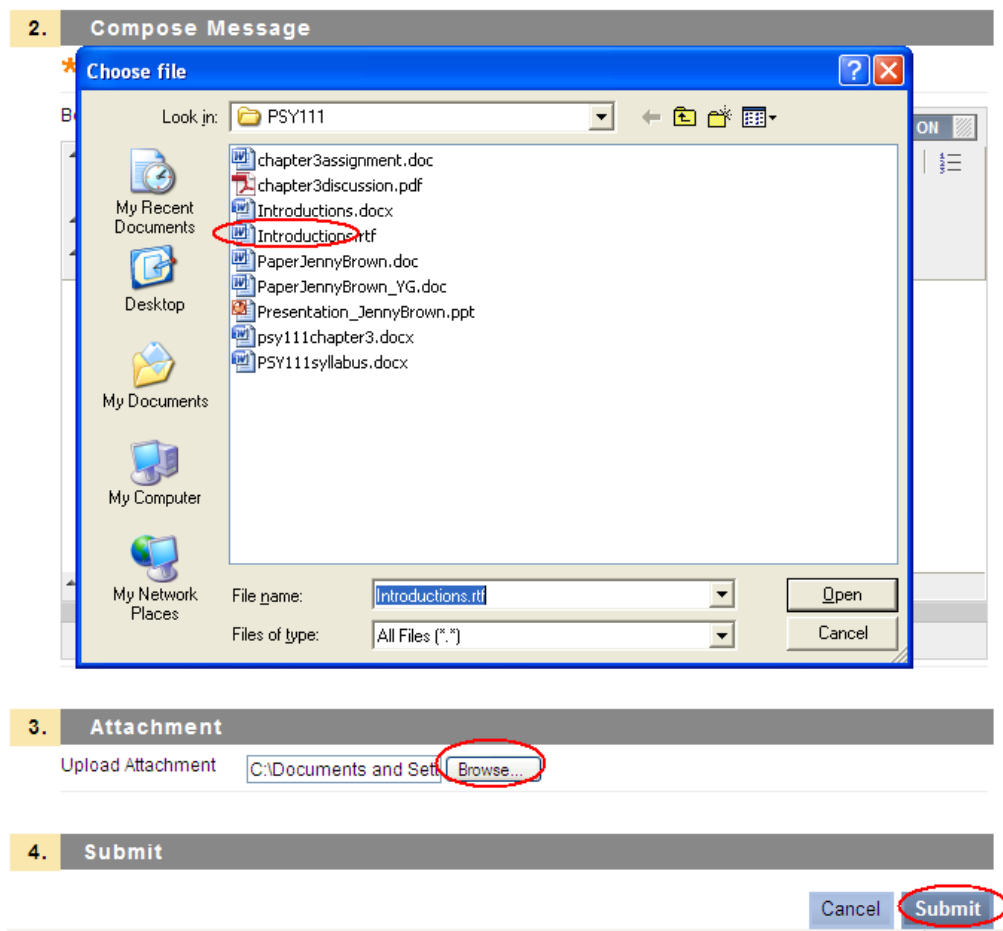 2. Compose Message
Choose file
Look in: PSY111
ON
My Recent Documents
Desktop
My Documents
My Computer
My Network Places
chapter3assignment.doc
chapter3discussion.pdf
Introductions.docx
Introductions.rtf
PaperJennyBrown.doc
PaperJennyBrown_YG.doc
Presentation_JennyBrown.ppt
psy111chapter3.docx
PSY111syllabus.docx
File name: Introductions.rtf Open
Files of type: All Files (*.*) Cancel
3. Attachment
Upload Attachment C:\Documents and Sett Browse...
4. Submit
Cancel Submit